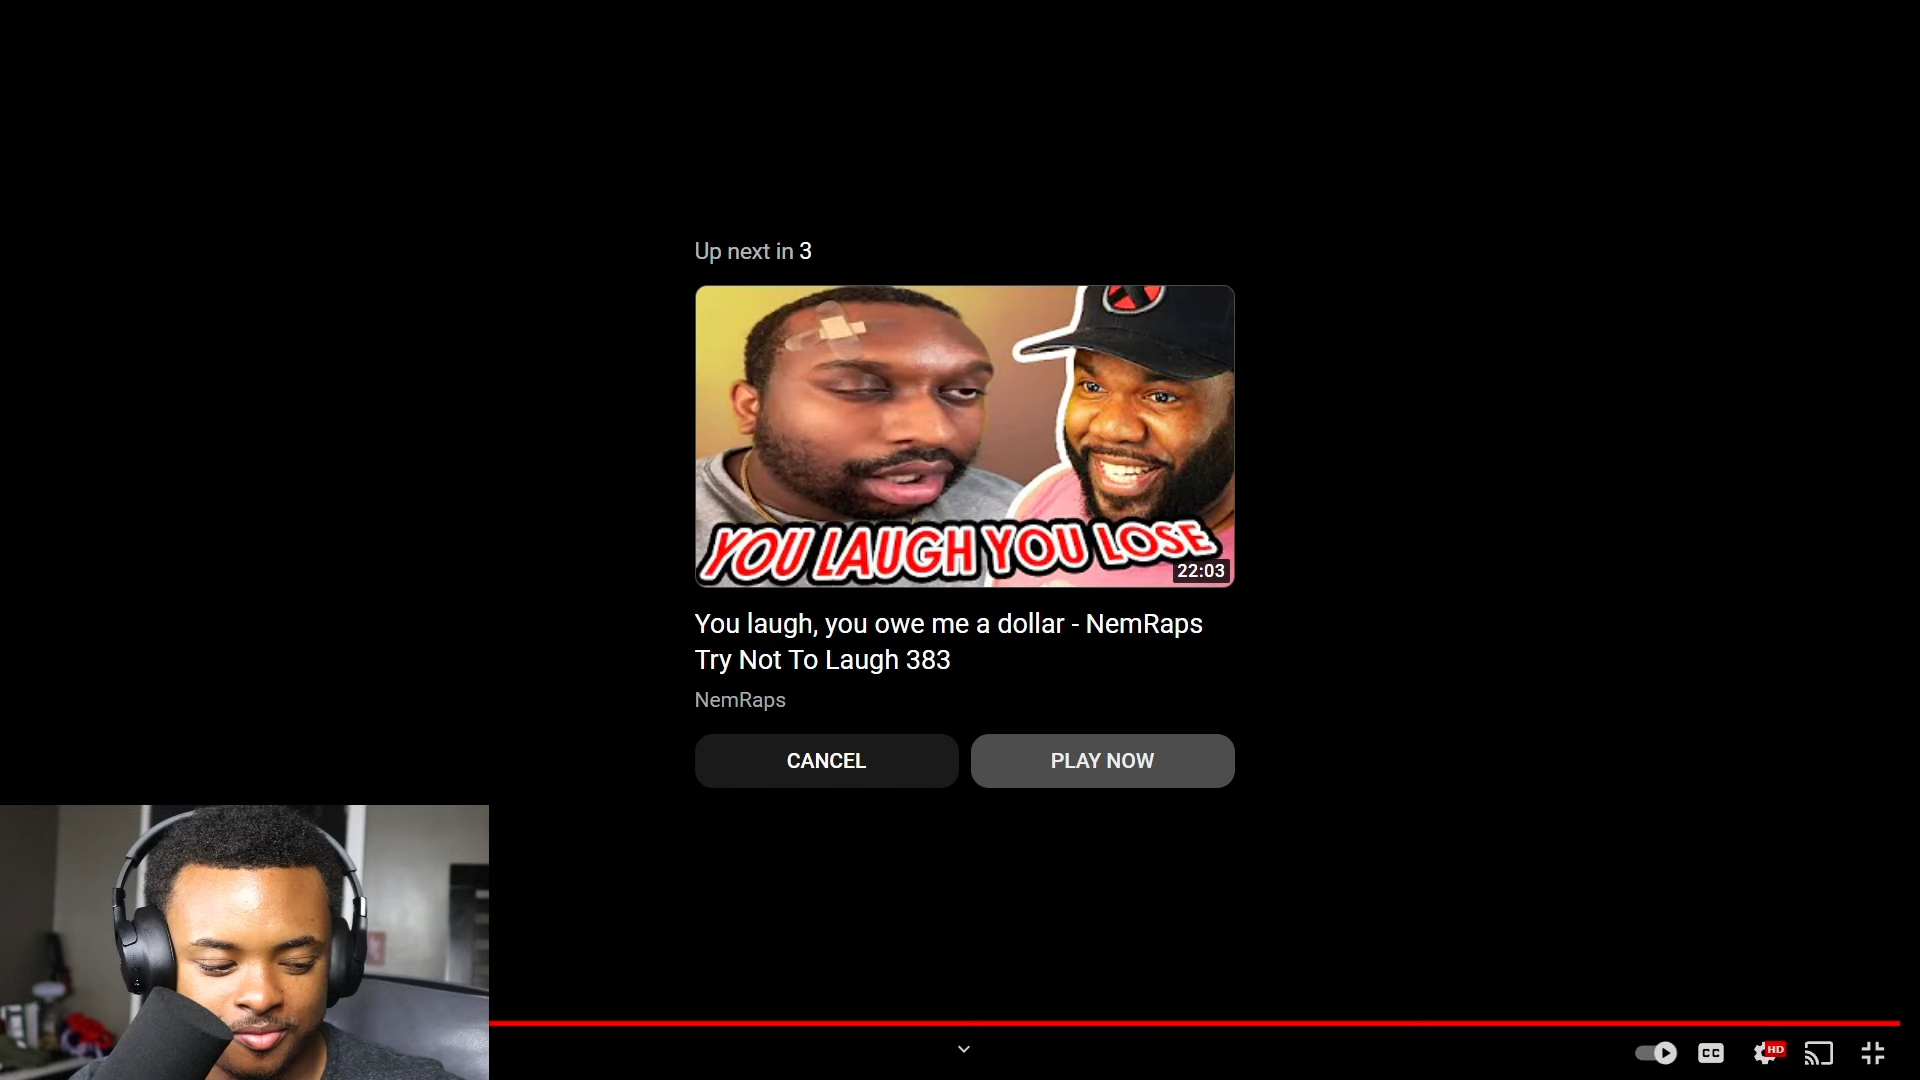 Up next in 3
YOU LAUGH YOU LOSE
22:03
You laugh, you owe me a dollar - NemRaps
Try Not To Laugh 383
NemRaps
CANCEL
PLAY NOW
CC
HD